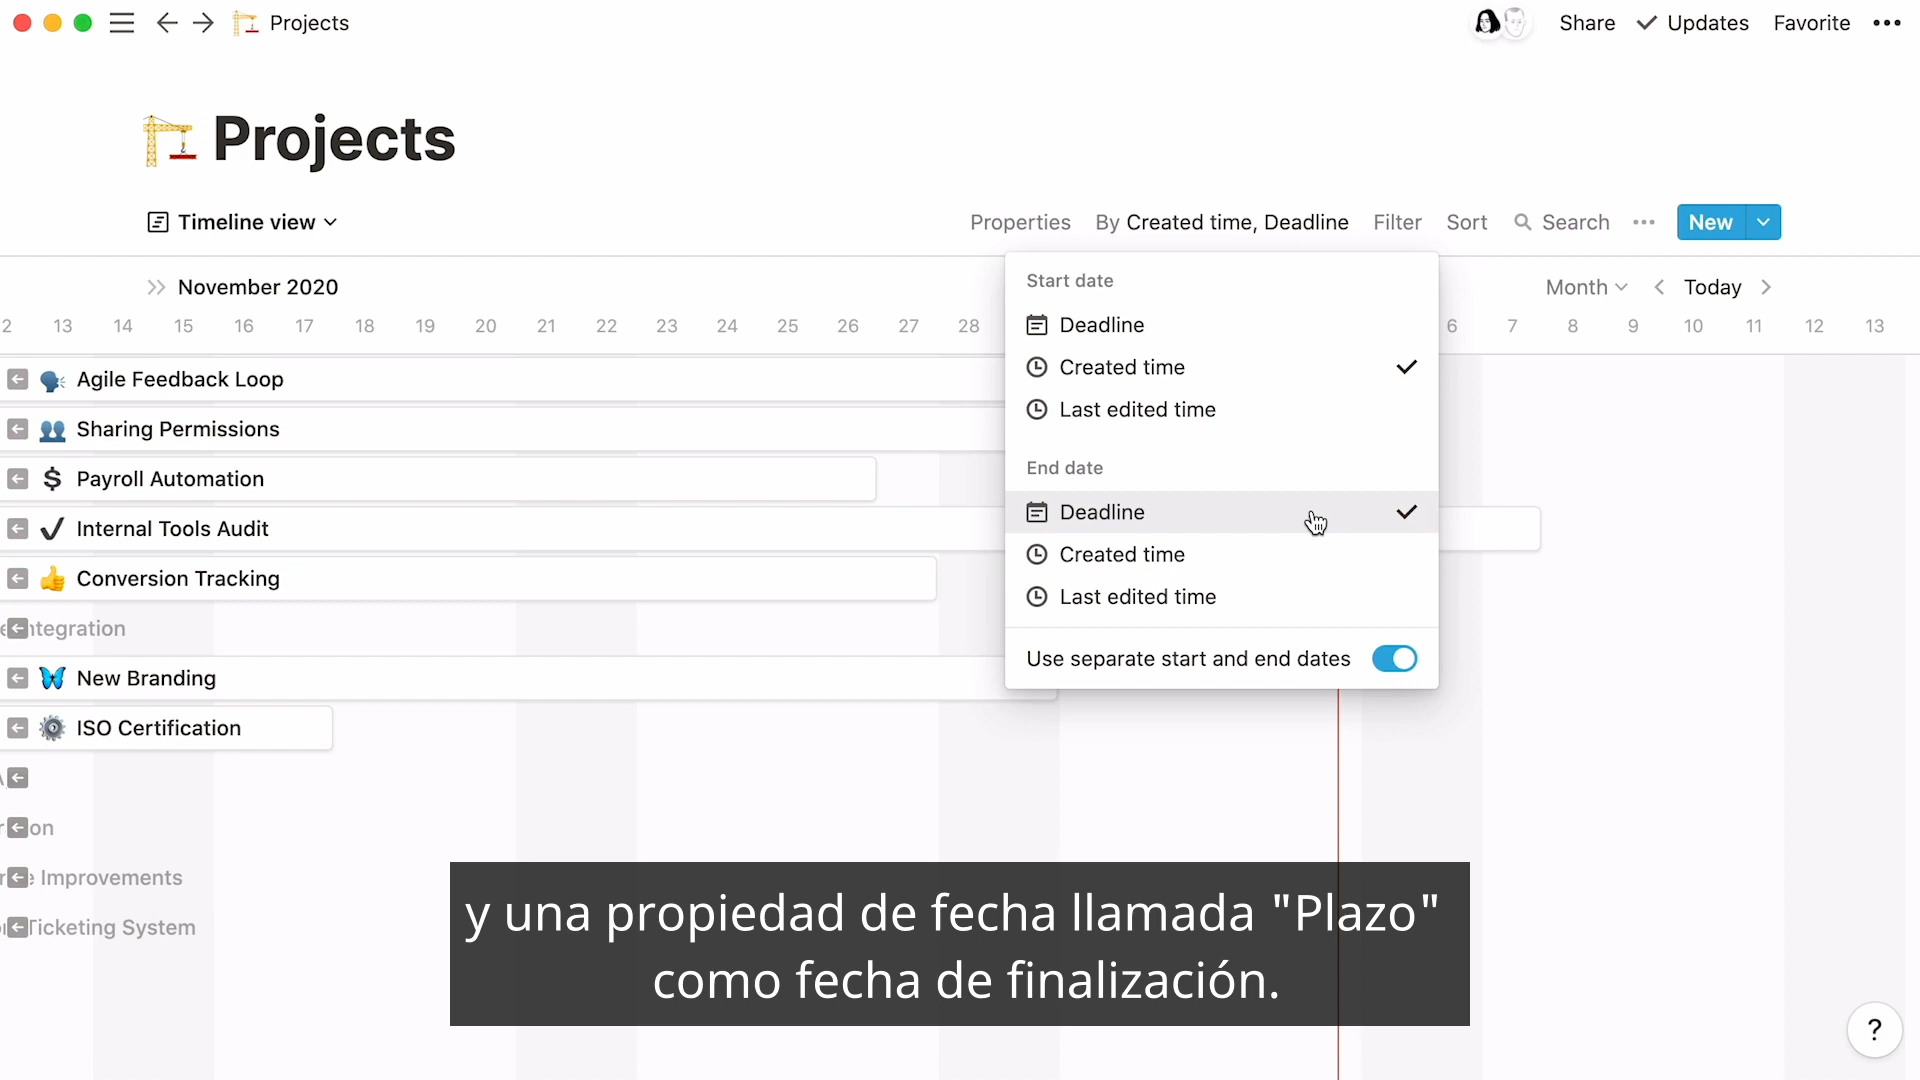 Projects
Share
Updates
Favorite
Projects
Timeline view
Properties
By Created time, Deadline
Filter
Sort
Search
New
November 2020
Month
Today
2 13 14 15 16 17 18 19 20 21 22 23 24 25 26 27 28
6 7 8 9 10 11 12 13
Start date
Deadline
Created time
Last edited time
End date
Deadline
Created time
Last edited time
Use separate start and end dates
Agile Feedback Loop
Sharing Permissions
Payroll Automation
Internal Tools Audit
Conversion Tracking
ntegration
New Branding
ISO Certification
on
Improvements
Ticketing System
y una propiedad de fecha llamada "Plazo"
como fecha de finalización.
?